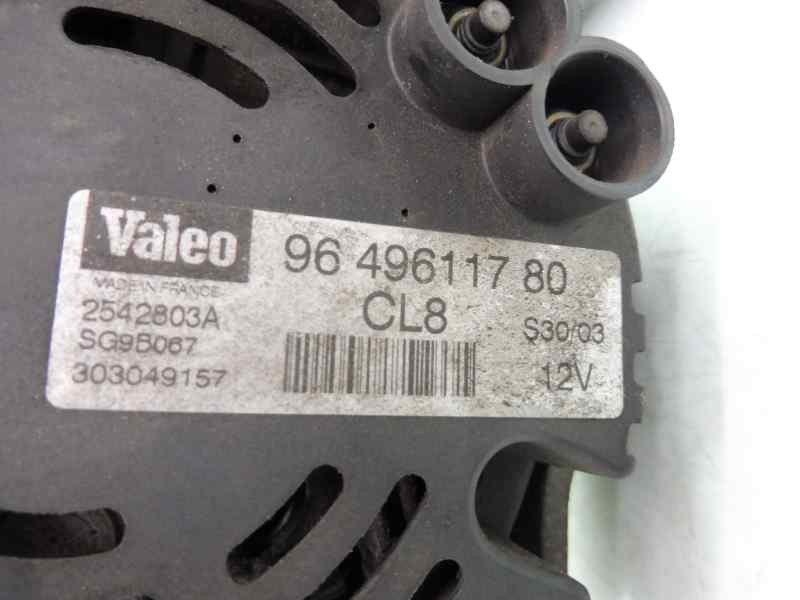 Valeo
MADE IN FRANCE
2542803A
SG9B067
303049157
96 496117 80
CL8
S30/03
12V